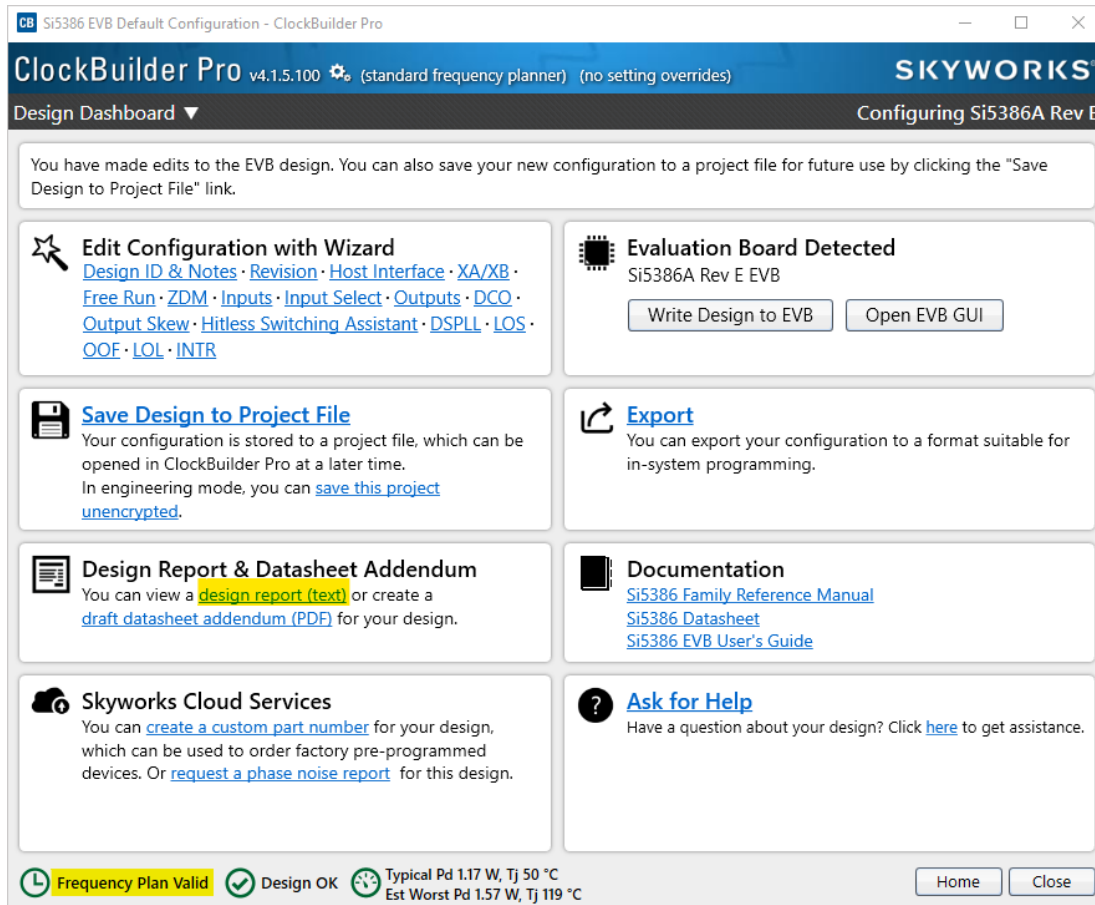 CB Si5386 EVB Default Configuration - ClockBuilder Pro
ClockBuilder Pro v4.1.5.100 (standard frequency planner) (no setting overrides)
SKYWORKS
Design Dashboard ▼
Configuring Si5386A Rev E
You have made edits to the EVB design. You can also save your new configuration to a project file for future use by clicking the "Save
Design to Project File" link.
Edit Configuration with Wizard
Design ID & Notes · Revision · Host Interface · XA/XB ·
Free Run · ZDM · Inputs · Input Select · Outputs · DCO ·
Output Skew · Hitless Switching Assistant · DSPLL · LOS ·
OOF · LOL · INTR
Evaluation Board Detected
Si5386A Rev E EVB
Write Design to EVB
Open EVB GUI
Save Design to Project File
Your configuration is stored to a project file, which can be
opened in ClockBuilder Pro at a later time.
In engineering mode, you can save this project
unencrypted.
Export
You can export your configuration to a format suitable for
in-system programming.
Design Report & Datasheet Addendum
You can view a design report (text) or create a
draft datasheet addendum (PDF) for your design.
Documentation
Si5386 Family Reference Manual
Si5386 Datasheet
Si5386 EVB User's Guide
Skyworks Cloud Services
You can create a custom part number for your design,
which can be used to order factory pre-programmed
devices. Or request a phase noise report for this design.
? Ask for Help
Have a question about your design? Click here to get assistance.
Frequency Plan Valid
Design OK
Typical Pd 1.17 W, Tj 50 °C
Est Worst Pd 1.57 W, Tj 119 °C
Home
Close